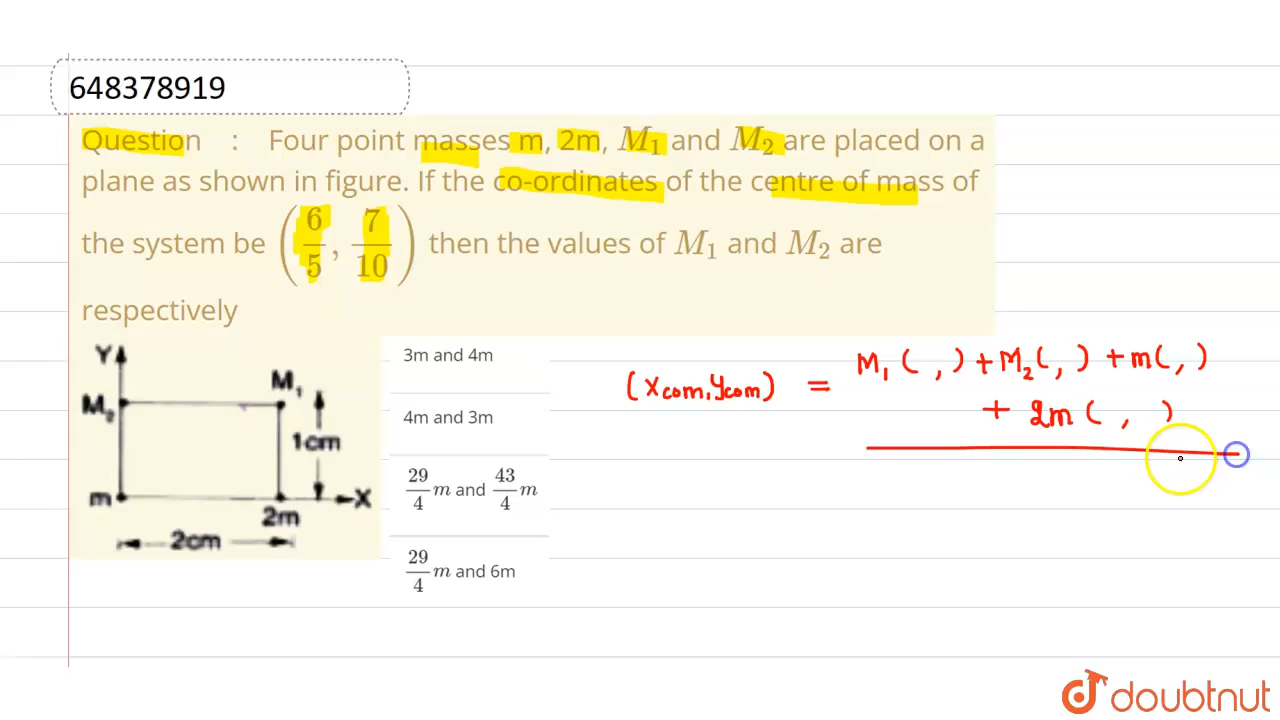 648378919
Question : Four point masses m, 2m, M₁ and M₂ are placed on a
plane as shown in figure. If the co-ordinates of the centre of mass of
the system be (6/5, 7/10) then the values of M₁ and M₂ are
respectively
Y
M₁
M₂
1cm
m
X
2m
2cm
3m and 4m
4m and 3m
29/4 m and 43/4 m
29/4 m and 6m
(xcom, ycom) = M₁ ( , ) + M₂ ( , ) + m ( , )
+ 2m ( , )
doubtnut